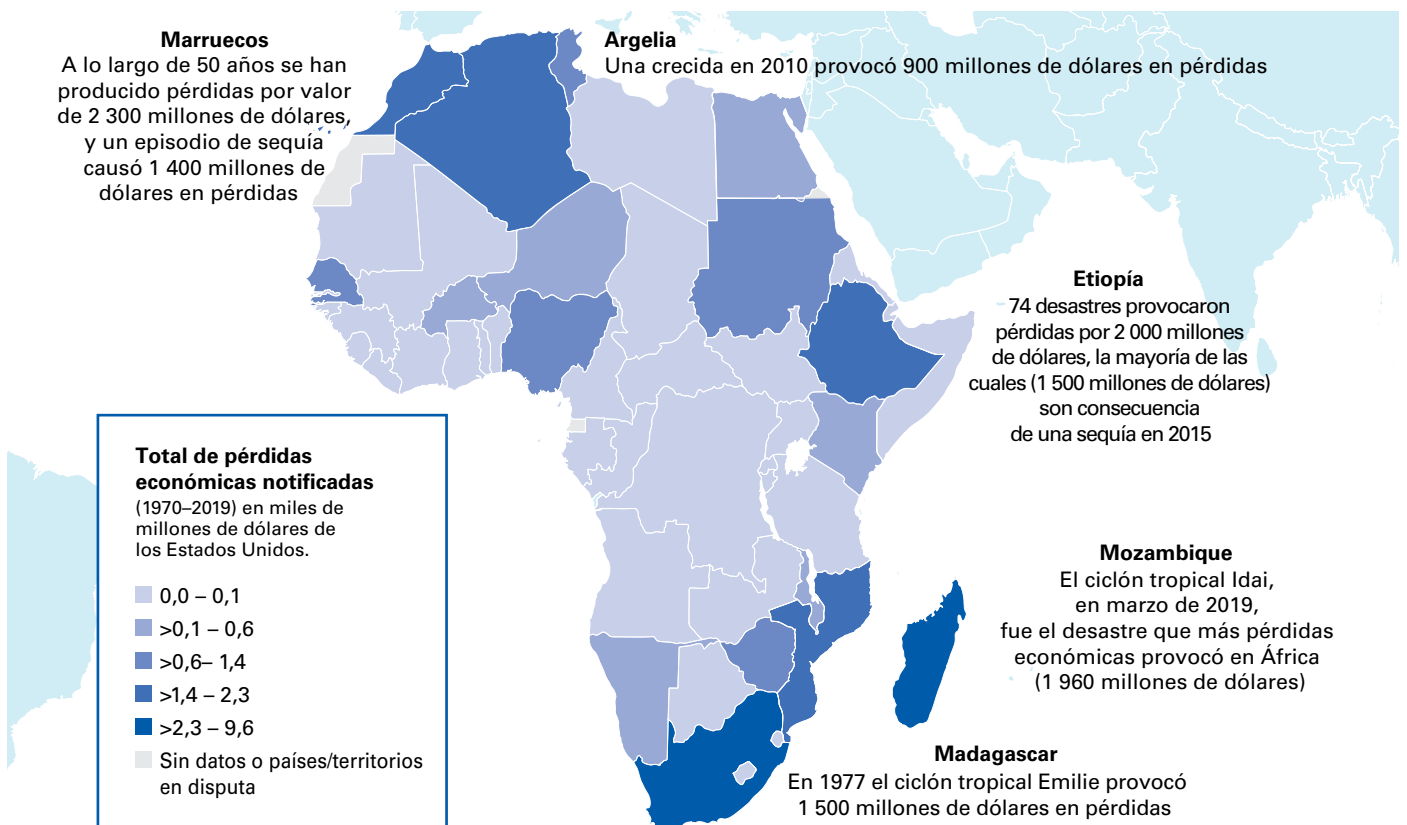 Marruecos
A lo largo de 50 años se han
producido pérdidas por valor
de 2 300 millones de dólares,
y un episodio de sequía
causó 1 400 millones de
dólares en pérdidas
Argelia
Una crecida en 2010 provocó 900 millones de dólares en pérdidas
Etiopía
74 desastres provocaron
pérdidas por 2 000 millones
de dólares, la mayoría de las
cuales (1 500 millones de dólares)
son consecuencia
de una sequía en 2015
Total de pérdidas
económicas notificadas
(1970–2019) en miles de
millones de dólares de
los Estados Unidos.
0,0 – 0,1
>0,1 – 0,6
>0,6– 1,4
>1,4 – 2,3
>2,3 – 9,6
Sin datos o países/territorios
en disputa
Mozambique
El ciclón tropical Idai,
en marzo de 2019,
fue el desastre que más pérdidas
económicas provocó en África
(1 960 millones de dólares)
Madagascar
En 1977 el ciclón tropical Emilie provocó
1 500 millones de dólares en pérdidas